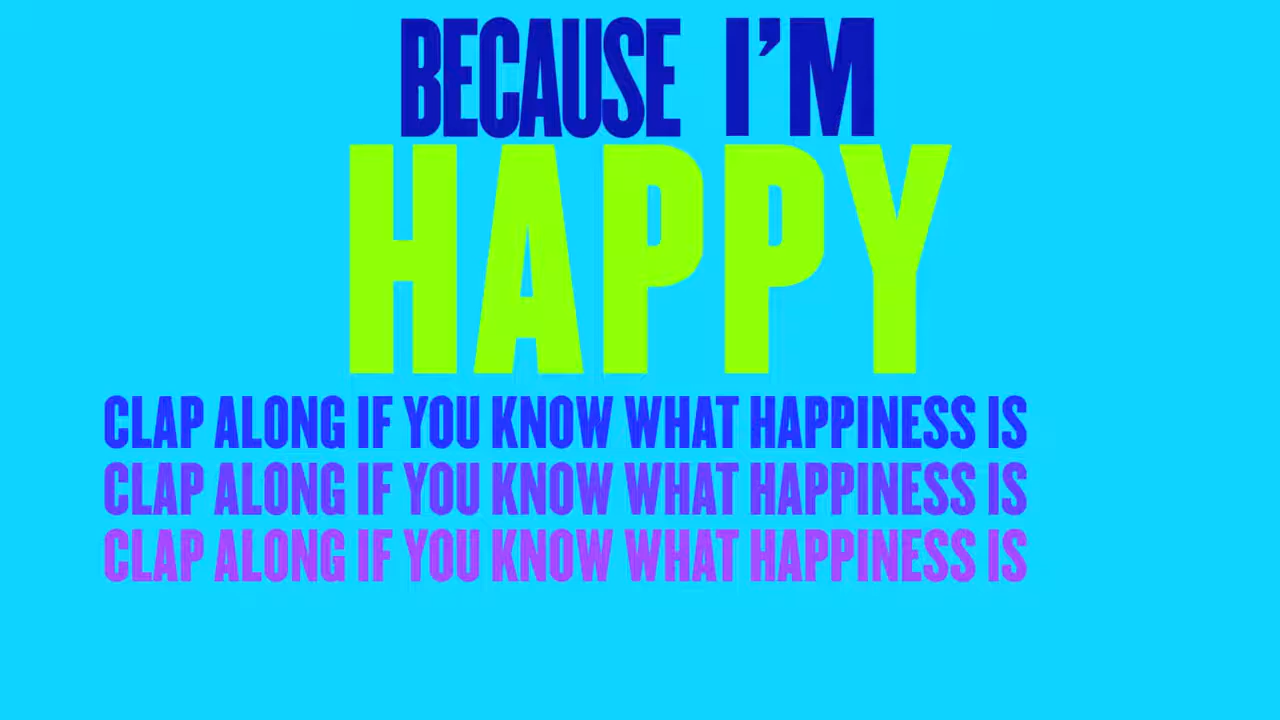 BECAUSE I’M
HAPPY
CLAP ALONG IF YOU KNOW WHAT HAPPINESS IS
CLAP ALONG IF YOU KNOW WHAT HAPPINESS IS
CLAP ALONG IF YOU KNOW WHAT HAPPINESS IS